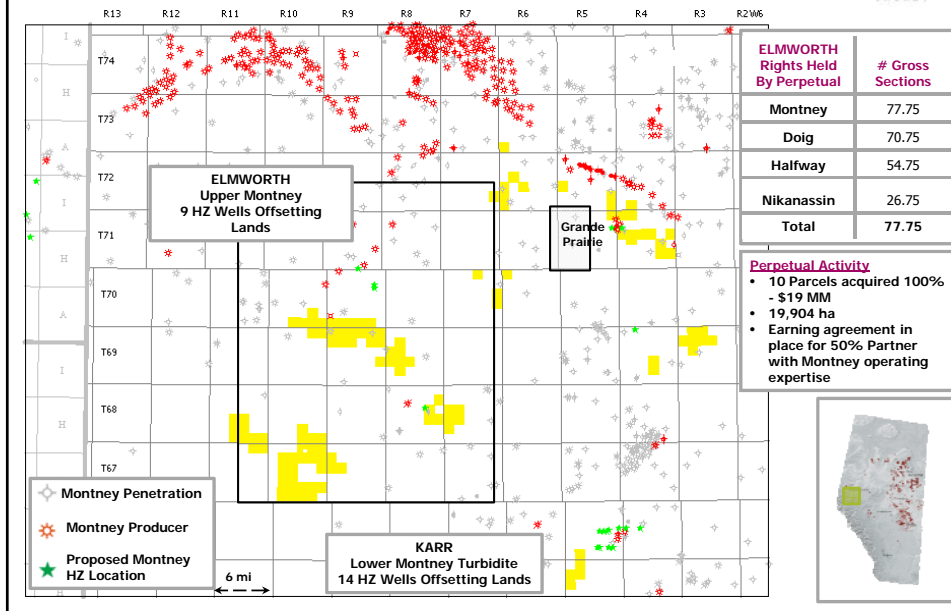 R13 R12 R11 R10 R9 R8 R7 R6 R5 R4 R3 R2 W6
T74
T73
T72
T71
T70
T69
T68
T67
I
H
A
I
H
A
I
H
ELMWORTH
Upper Montney
9 HZ Wells Offsetting
Lands
Grande
Prairie
KARR
Lower Montney Turbidite
14 HZ Wells Offsetting Lands
Montney Penetration
Montney Producer
Proposed Montney
HZ Location
6 mi
ELMWORTH
Rights Held
By Perpetual
# Gross
Sections
Montney 77.75
Doig 70.75
Halfway 54.75
Nikanassin 26.75
Total 77.75
Perpetual Activity
• 10 Parcels acquired 100%
- $19 MM
• 19,904 ha
• Earning agreement in
place for 50% Partner
with Montney operating
expertise